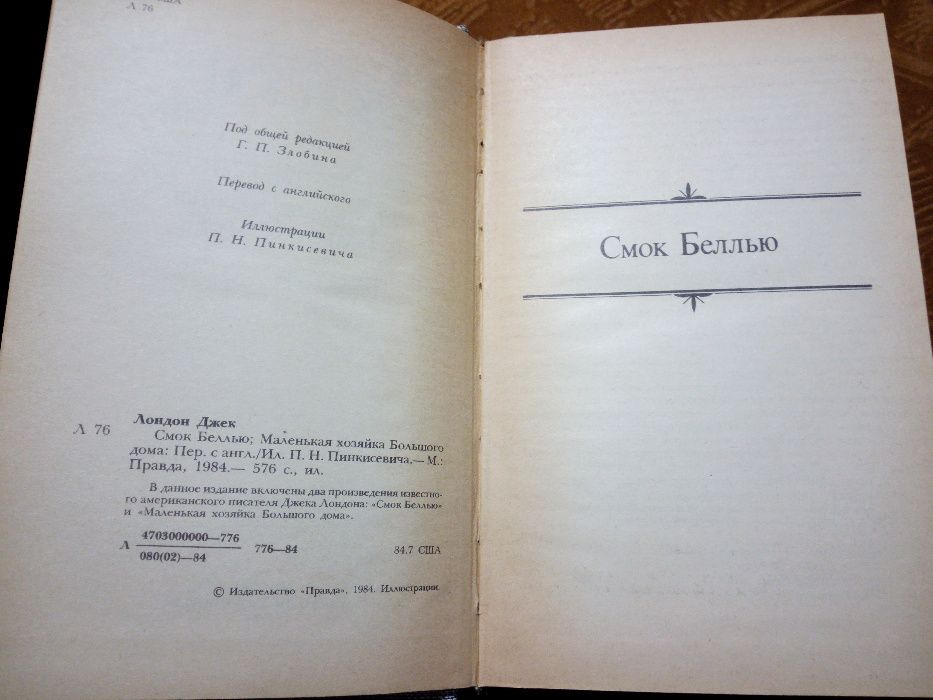 США
Л 76
Под общей редакцией
Г. П. Злобина
Перевод с английского
Иллюстрации
П. Н. Пинкисевича
Лондон Джек
Л 76
Смок Беллью; Маленькая хозяйка Большого
дома: Пер. с англ./Ил. П. Н. Пинкисевича.— М.:
Правда, 1984.— 576 с., ил.
В данное издание включены два произведения известно-
го американского писателя Джека Лондона: «Смок Беллью»
и «Маленькая хозяйка Большого дома».
4703000000—776
Л
080(02)—84
776—84
84.7 США
© Издательство «Правда», 1984. Иллюстрации.
Смок Беллью